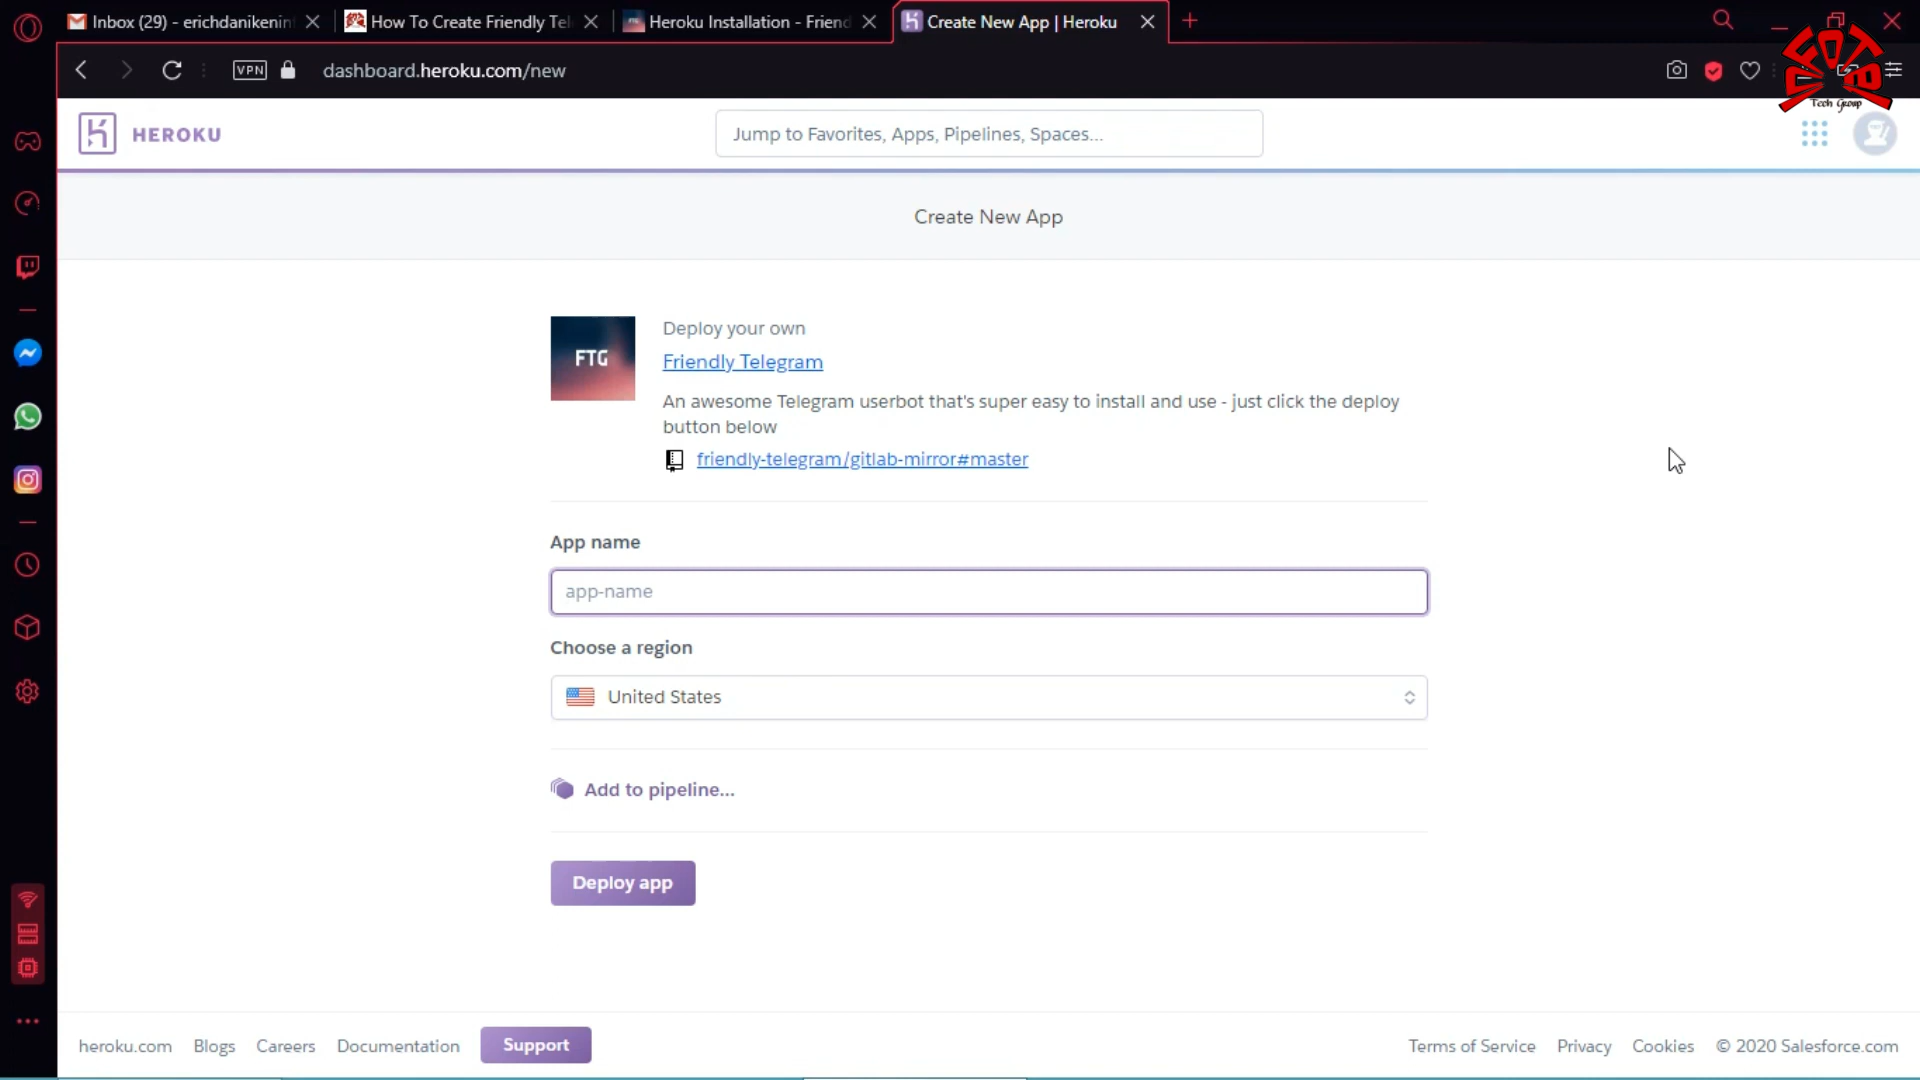 Inbox (29) - erichdanikenin
How To Create Friendly Tel
Heroku Installation - Friend
Create New App | Heroku
VPN
dashboard.heroku.com/new
Tech Group
HEROKU
Jump to Favorites, Apps, Pipelines, Spaces...
Create New App
FTG
Deploy your own
Friendly Telegram
An awesome Telegram userbot that's super easy to install and use - just click the deploy
button below
friendly-telegram/gitlab-mirror#master
App name
app-name
Choose a region
United States
Add to pipeline...
Deploy app
heroku.com
Blogs
Careers
Documentation
Support
Terms of Service
Privacy
Cookies
© 2020 Salesforce.com